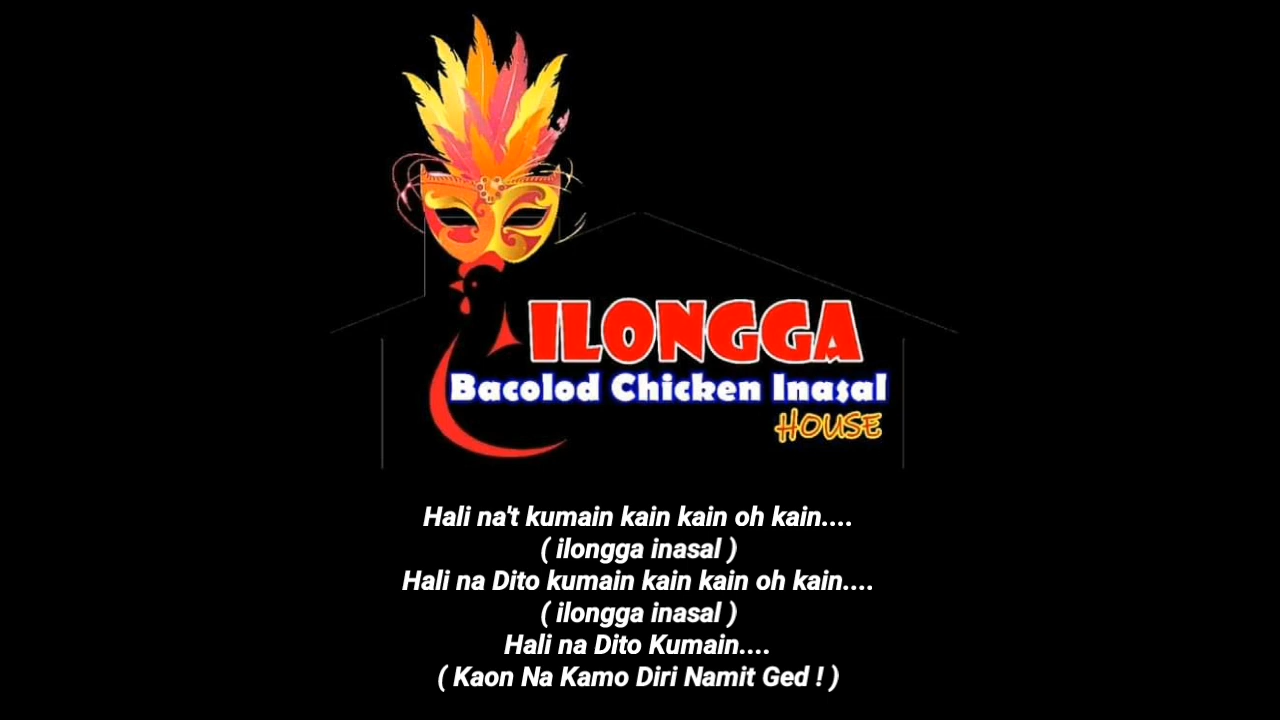 ILONGGA
Bacolod Chicken Inasal
HOUSE
Hali na't kumain kain kain oh kain....
( ilongga inasal )
Hali na Dito kumain kain kain oh kain....
( ilongga inasal )
Hali na Dito Kumain....
( Kaon Na Kamo Diri Namit Ged ! )